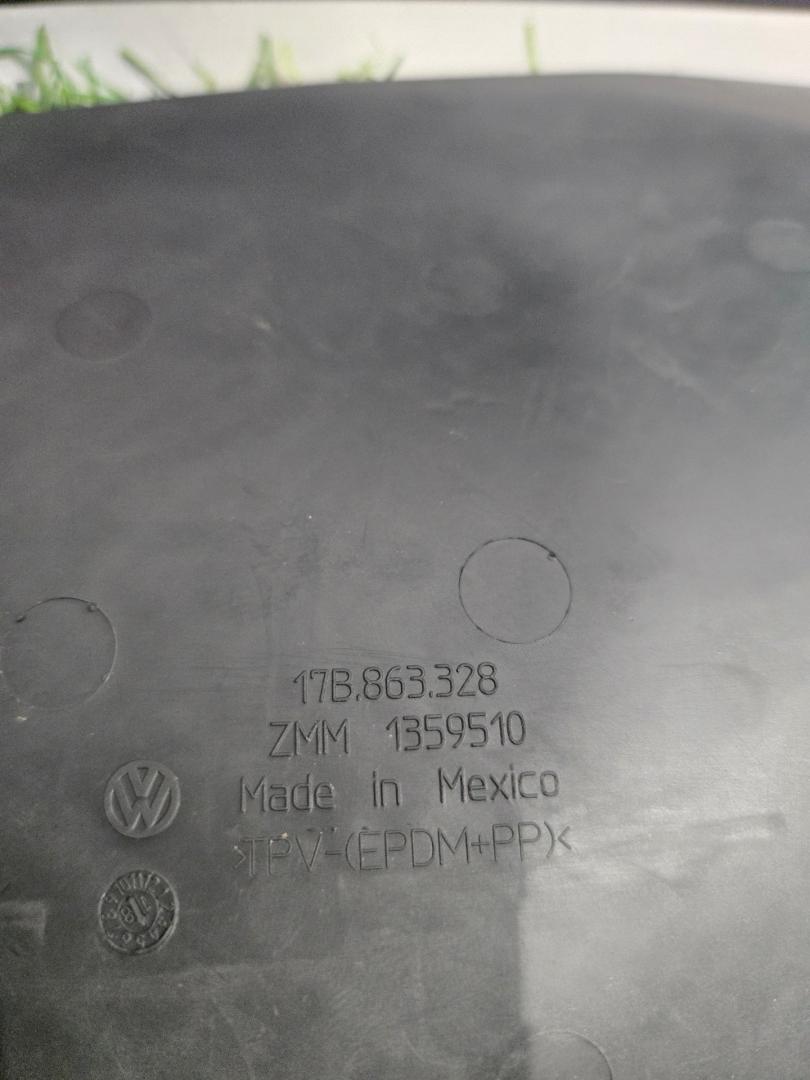 17B.863.328
ZMM 1359510
Made in Mexico
>TPV-(EPDM+PP)<